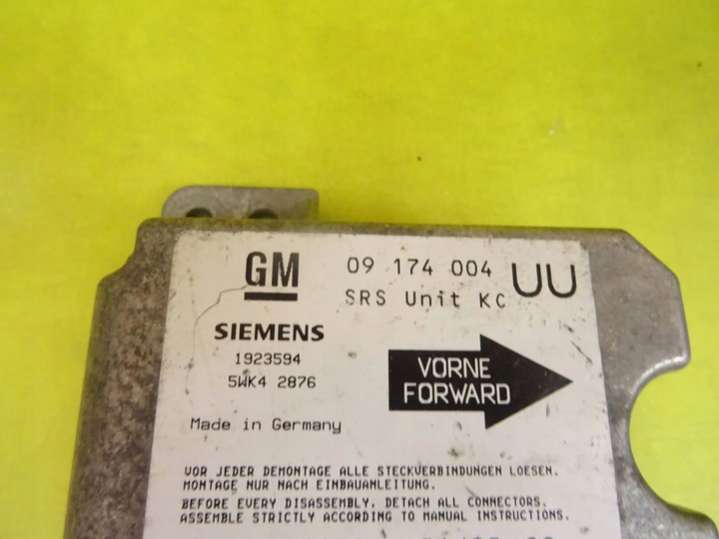 GM
09 174 004 UU
SRS Unit KC
SIEMENS
1923594
5WK4 2876
VORNE
FORWARD
Made in Germany
VOR JEDER DEMONTAGE ALLE STECKVERBINDUNGEN LOESEN.
MONTAGE NUR NACH EINBAUANLEITUNG.
BEFORE EVERY DISASSEMBLY, DETACH ALL CONNECTORS.
ASSEMBLE STRICTLY ACCORDING TO MANUAL INSTRUCTIONS.